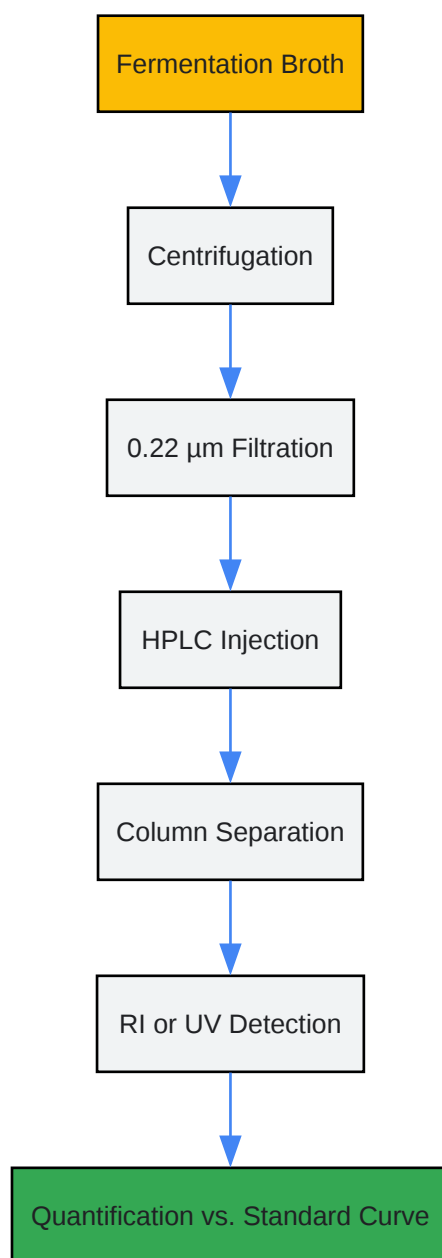 Fermentation Broth
Centrifugation
0.22 µm Filtration
HPLC Injection
Column Separation
RI or UV Detection
Quantification vs. Standard Curve